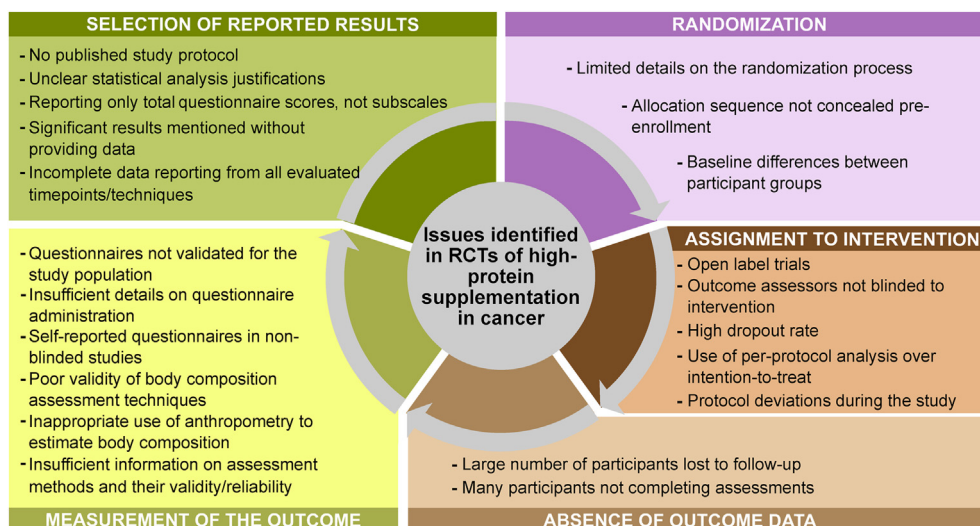 SELECTION OF REPORTED RESULTS
- No published study protocol
- Unclear statistical analysis justifications
- Reporting only total questionnaire scores, not subscales
- Significant results mentioned without
providing data
- Incomplete data reporting from all evaluated
timepoints/techniques
RANDOMIZATION
- Limited details on the randomization process
- Allocation sequence not concealed pre-
enrollment
- Baseline differences between
participant groups
Issues identified
in RCTs of high-
protein
supplementation
in cancer
ASSIGNMENT TO INTERVENTION
- Open label trials
- Outcome assessors not blinded to
intervention
- High dropout rate
- Use of per-protocol analysis over
intention-to-treat
- Protocol deviations during the study
- Questionnaires not validated for the
study population
- Insufficient details on questionnaire
administration
- Self-reported questionnaires in non-
blinded studies
- Poor validity of body composition
assessment techniques
- Inappropriate use of anthropometry to
estimate body composition
- Insufficient information on assessment
methods and their validity/reliability
MEASUREMENT OF THE OUTCOME
- Large number of participants lost to follow-up
- Many participants not completing assessments
ABSENCE OF OUTCOME DATA